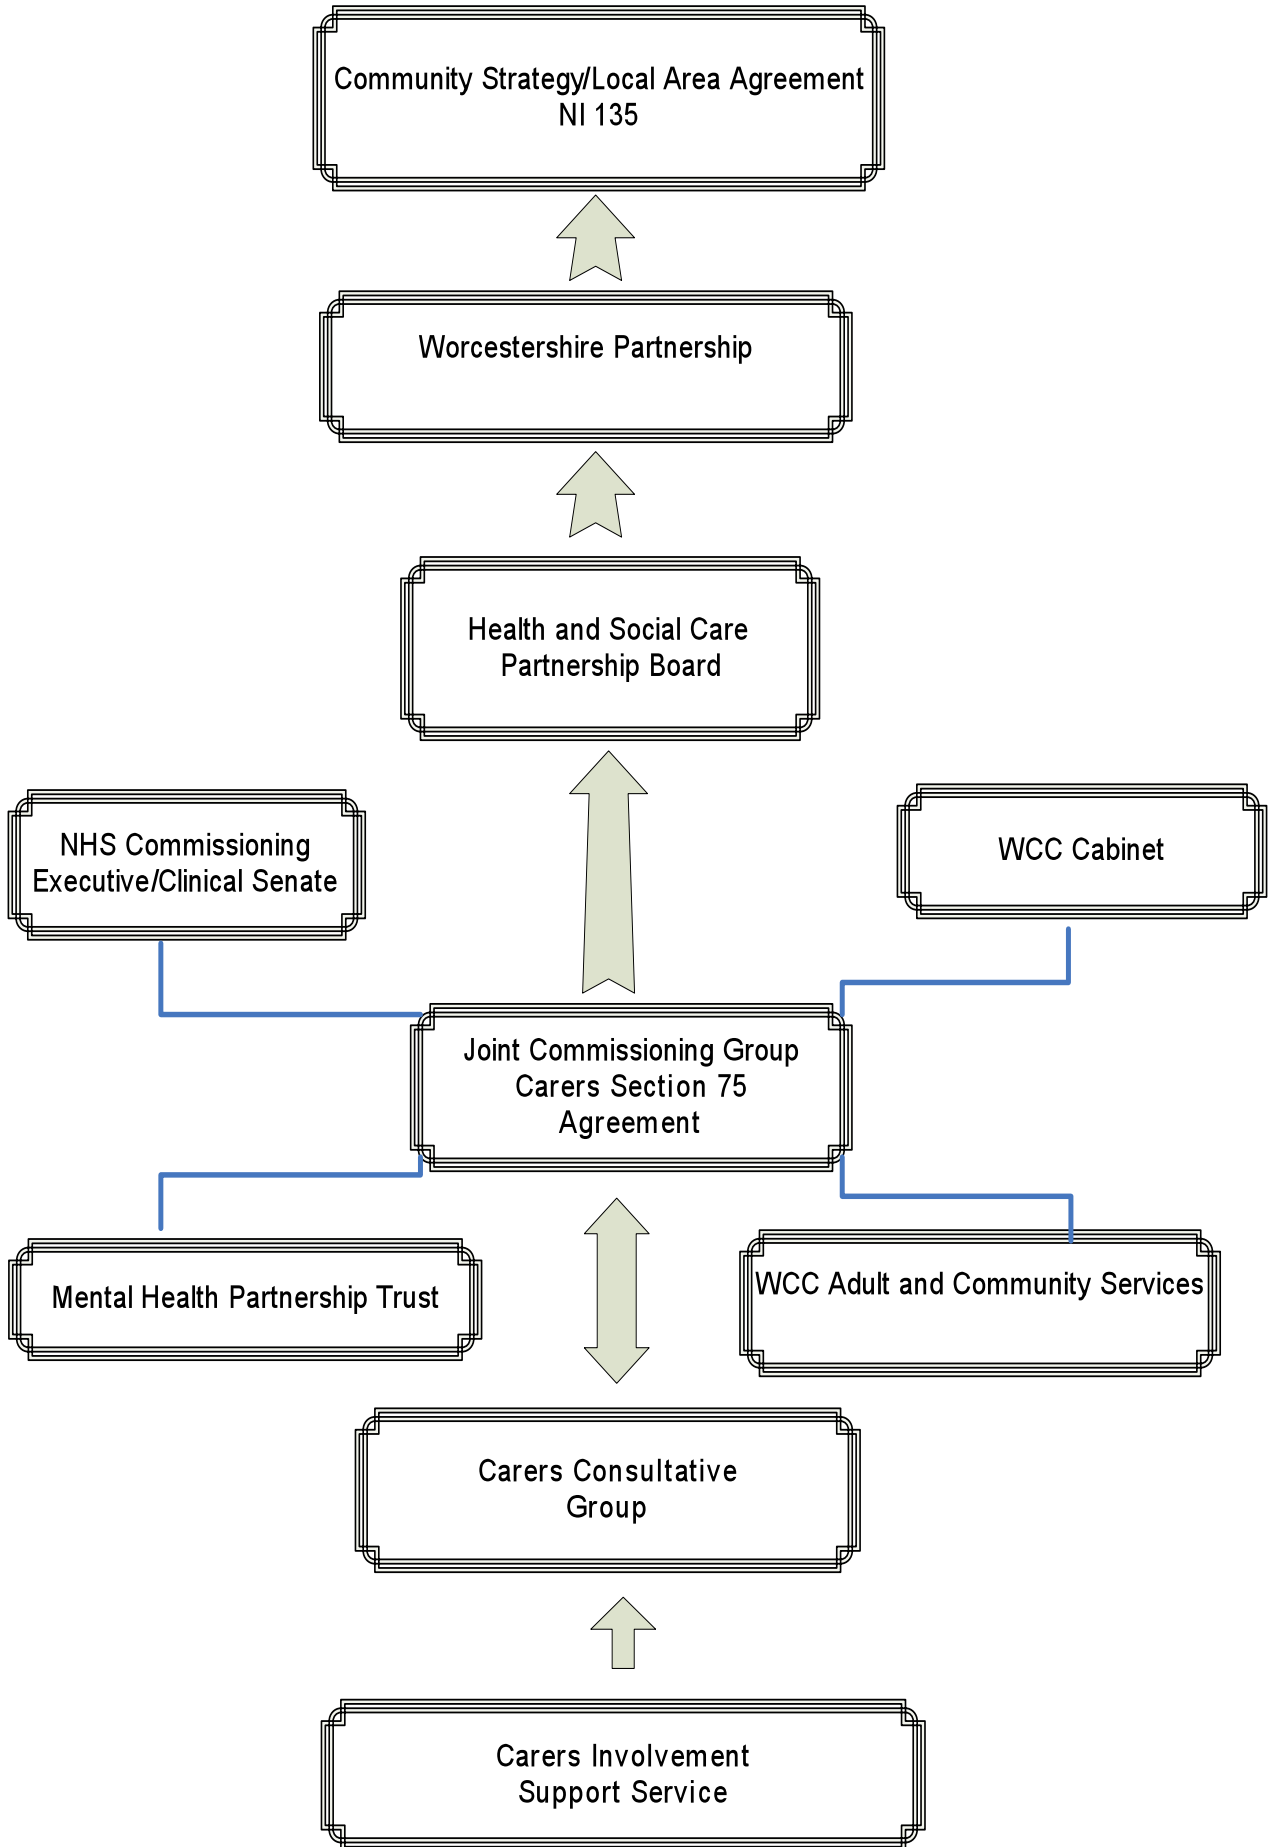 Community Strategy/Local Area Agreement
NI 135
Worcestershire Partnership
Health and Social Care
Partnership Board
NHS Commissioning
Executive/Clinical Senate
WCC Cabinet
Joint Commissioning Group
Carers Section 75
Agreement
Mental Health Partnership Trust
WCC Adult and Community Services
Carers Consultative
Group
Carers Involvement
Support Service